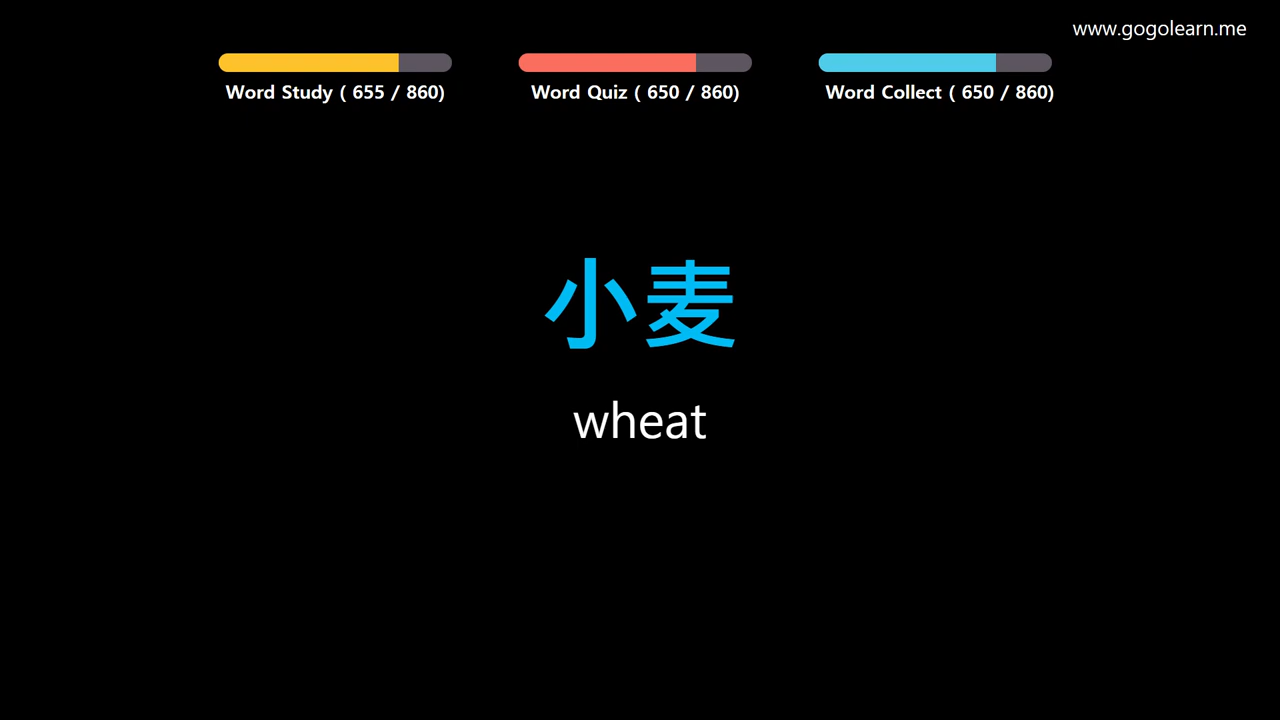 www.gogolearn.me
Word Study ( 655 / 860)
Word Quiz ( 650 / 860)
Word Collect ( 650 / 860)
小麦
wheat